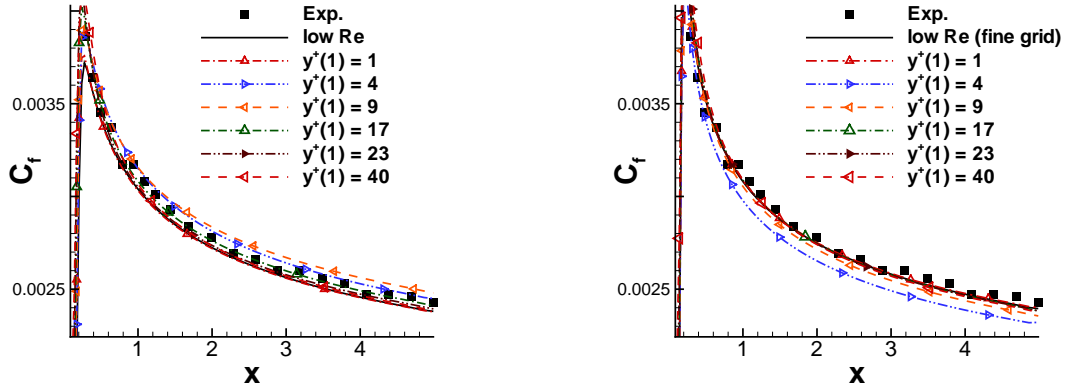 Exp.
low Re
y⁺(1) = 1
y⁺(1) = 4
y⁺(1) = 9
y⁺(1) = 17
y⁺(1) = 23
y⁺(1) = 40
0.0035
0.0025
C_f
1
2
3
4
x
Exp.
low Re (fine grid)
y⁺(1) = 1
y⁺(1) = 4
y⁺(1) = 9
y⁺(1) = 17
y⁺(1) = 23
y⁺(1) = 40
0.0035
0.0025
C_f
1
2
3
4
x